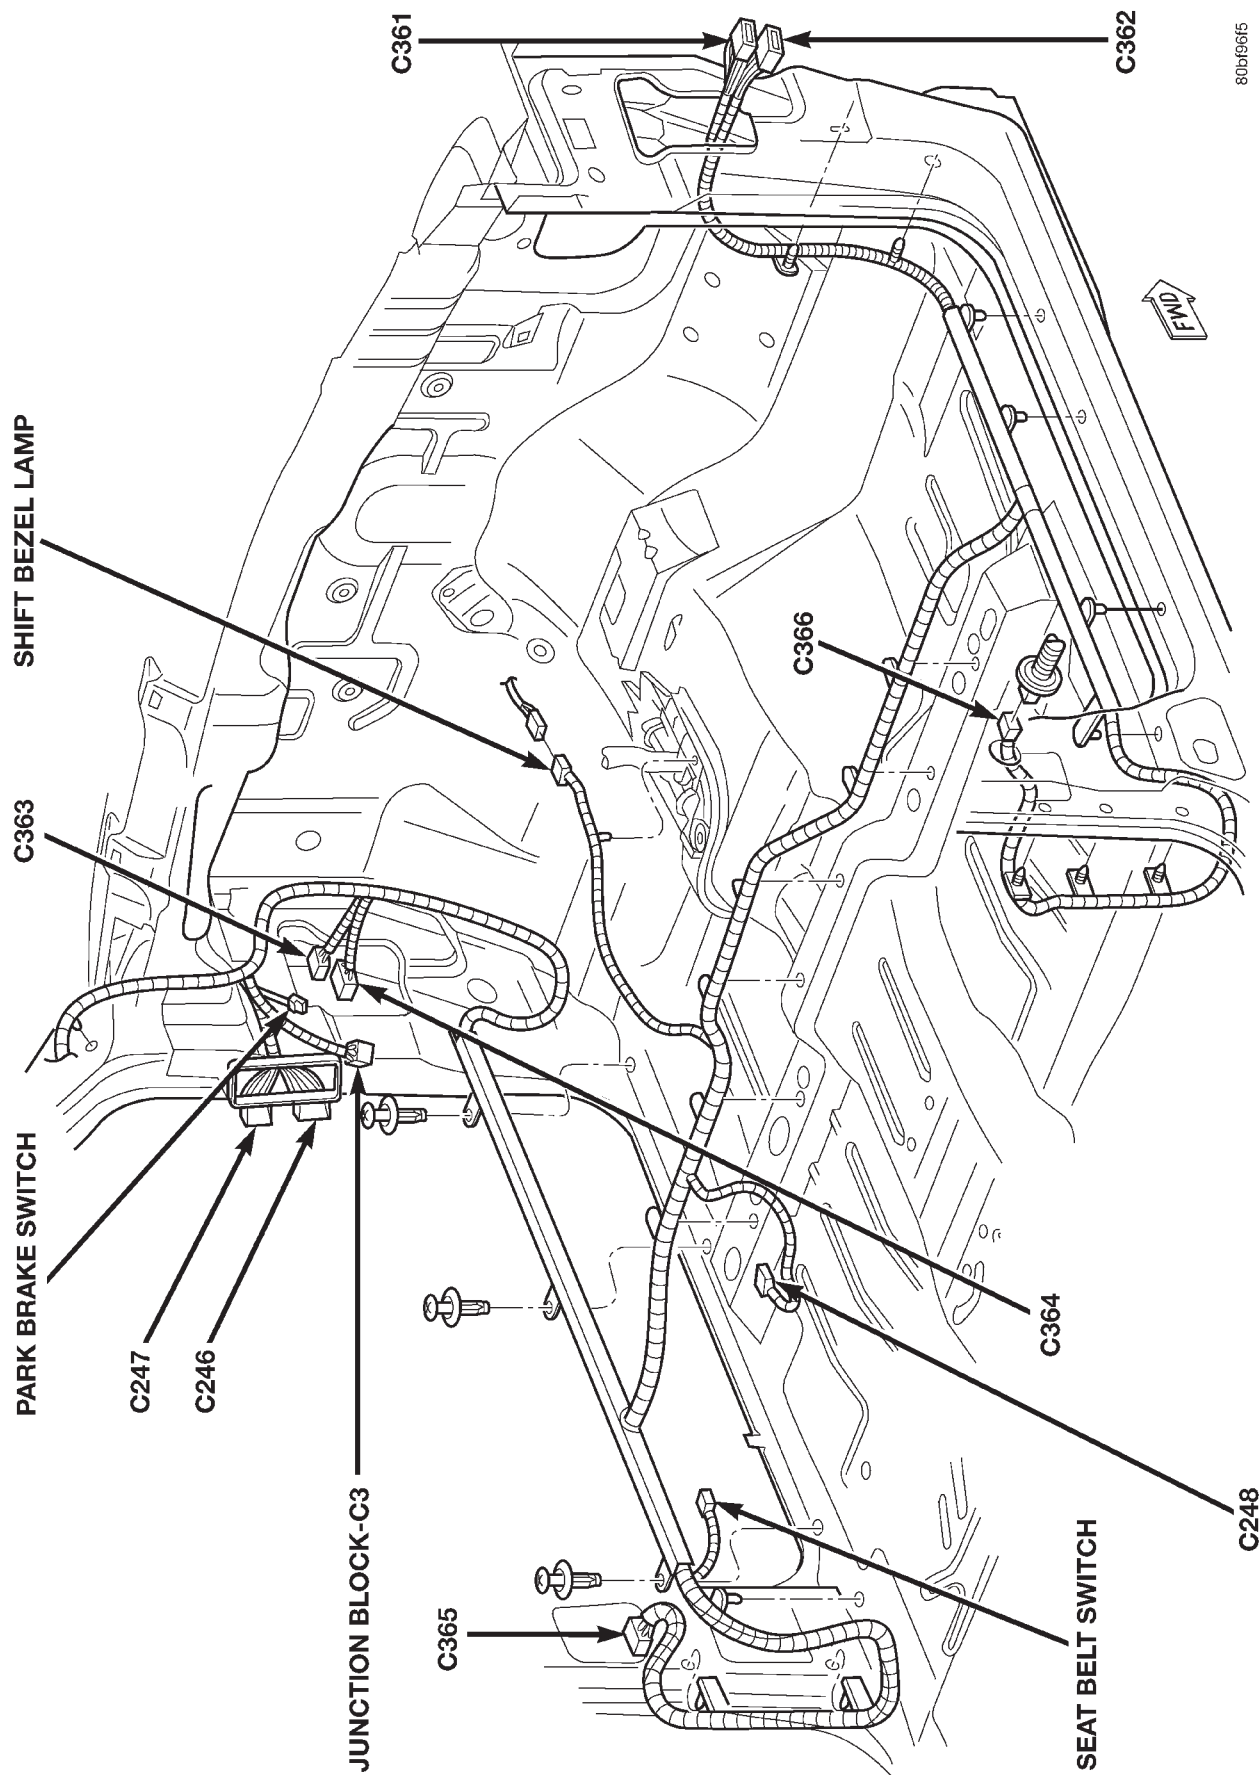 SHIFT BEZEL LAMP
C361
C362
C363
C366
PARK BRAKE SWITCH
C247
C246
C364
JUNCTION BLOCK-C3
C365
SEAT BELT SWITCH
C248
FWD
80bf96f5